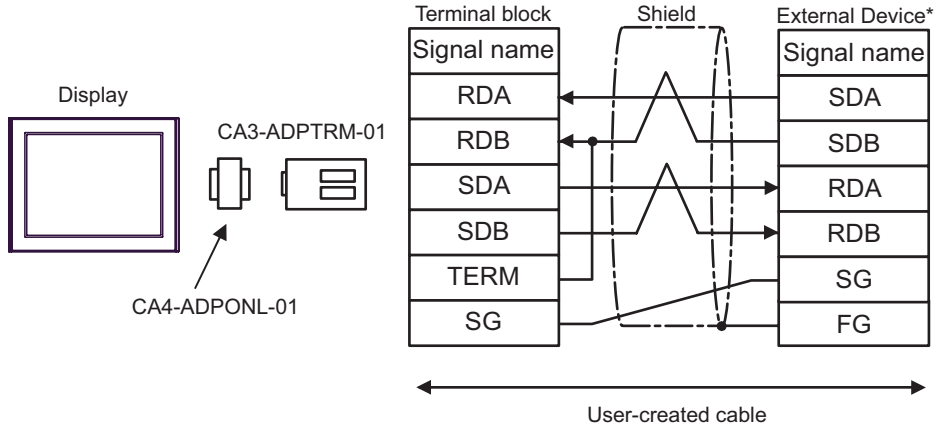 Terminal block
Shield
External Device*
Signal name
Signal name
Display
CA3-ADPTRM-01
CA4-ADPONL-01
RDA
SDA
RDB
SDB
SDA
RDA
SDB
RDB
TERM
SG
SG
FG
User-created cable